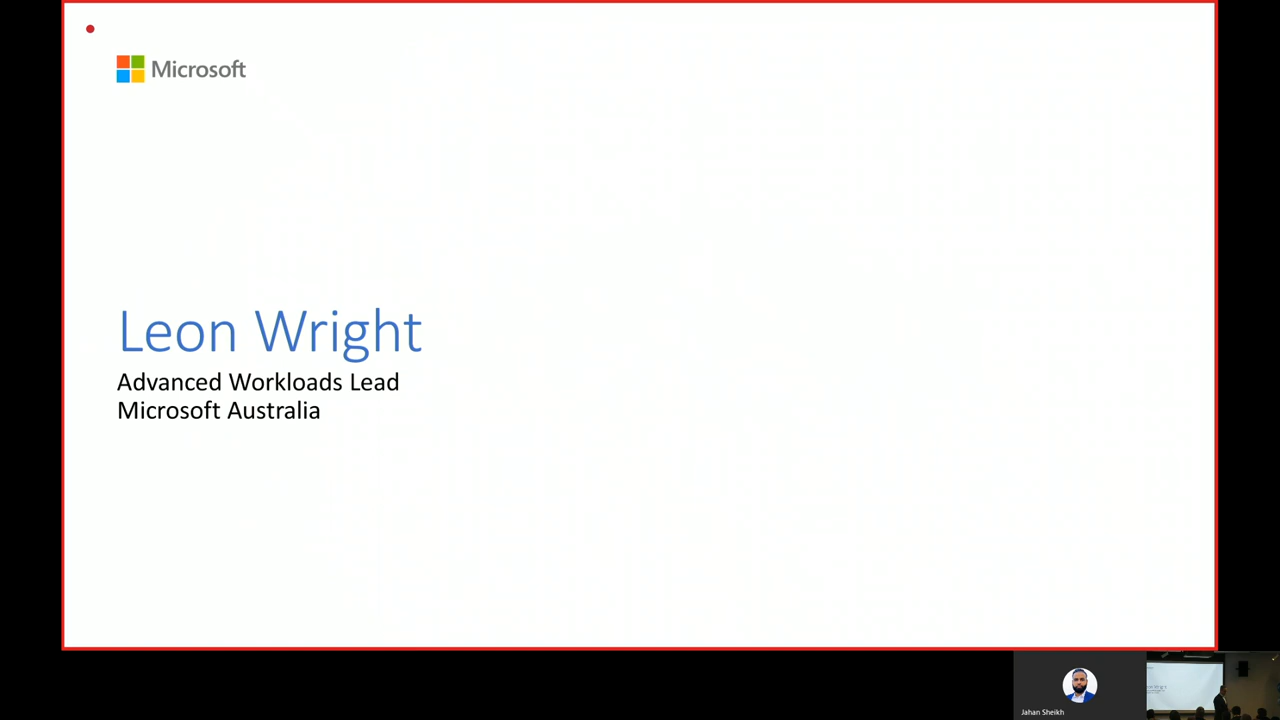 Microsoft
Leon Wright
Advanced Workloads Lead
Microsoft Australia
Jahan Sheikh